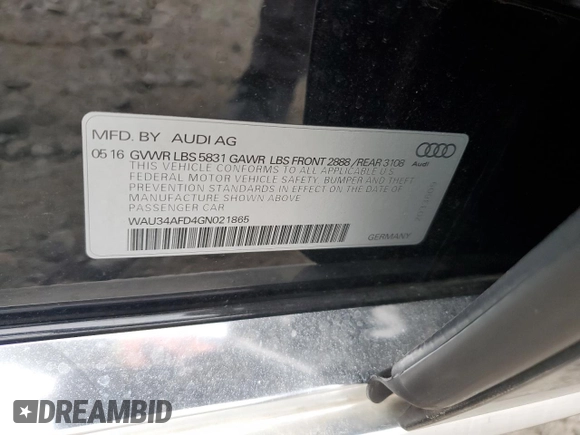 MFD. BY AUDI AG
05 16 GVWR LBS 5831 GAWR LBS FRONT 2888 /REAR 3108
THIS VEHICLE CONFORMS TO ALL APPLICABLE U.S.
FEDERAL MOTOR VEHICLE SAFETY, BUMPER AND THEFT
PREVENTION STANDARDS IN EFFECT ON THE DATE OF
MANUFACTURE SHOWN ABOVE
PASSENGER CAR
WAU34AFD4GN021865
Audi
GERMANY
DREAMBID